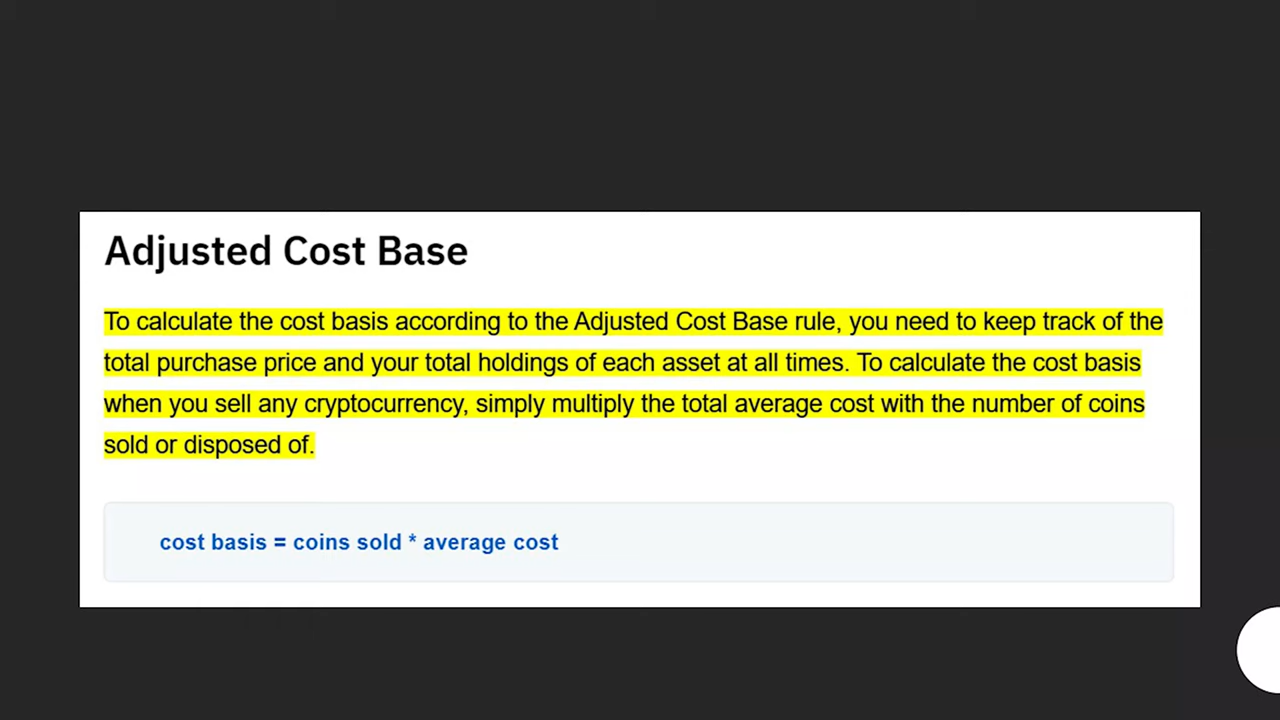 Adjusted Cost Base
To calculate the cost basis according to the Adjusted Cost Base rule, you need to keep track of the
total purchase price and your total holdings of each asset at all times. To calculate the cost basis
when you sell any cryptocurrency, simply multiply the total average cost with the number of coins
sold or disposed of.
cost basis = coins sold * average cost